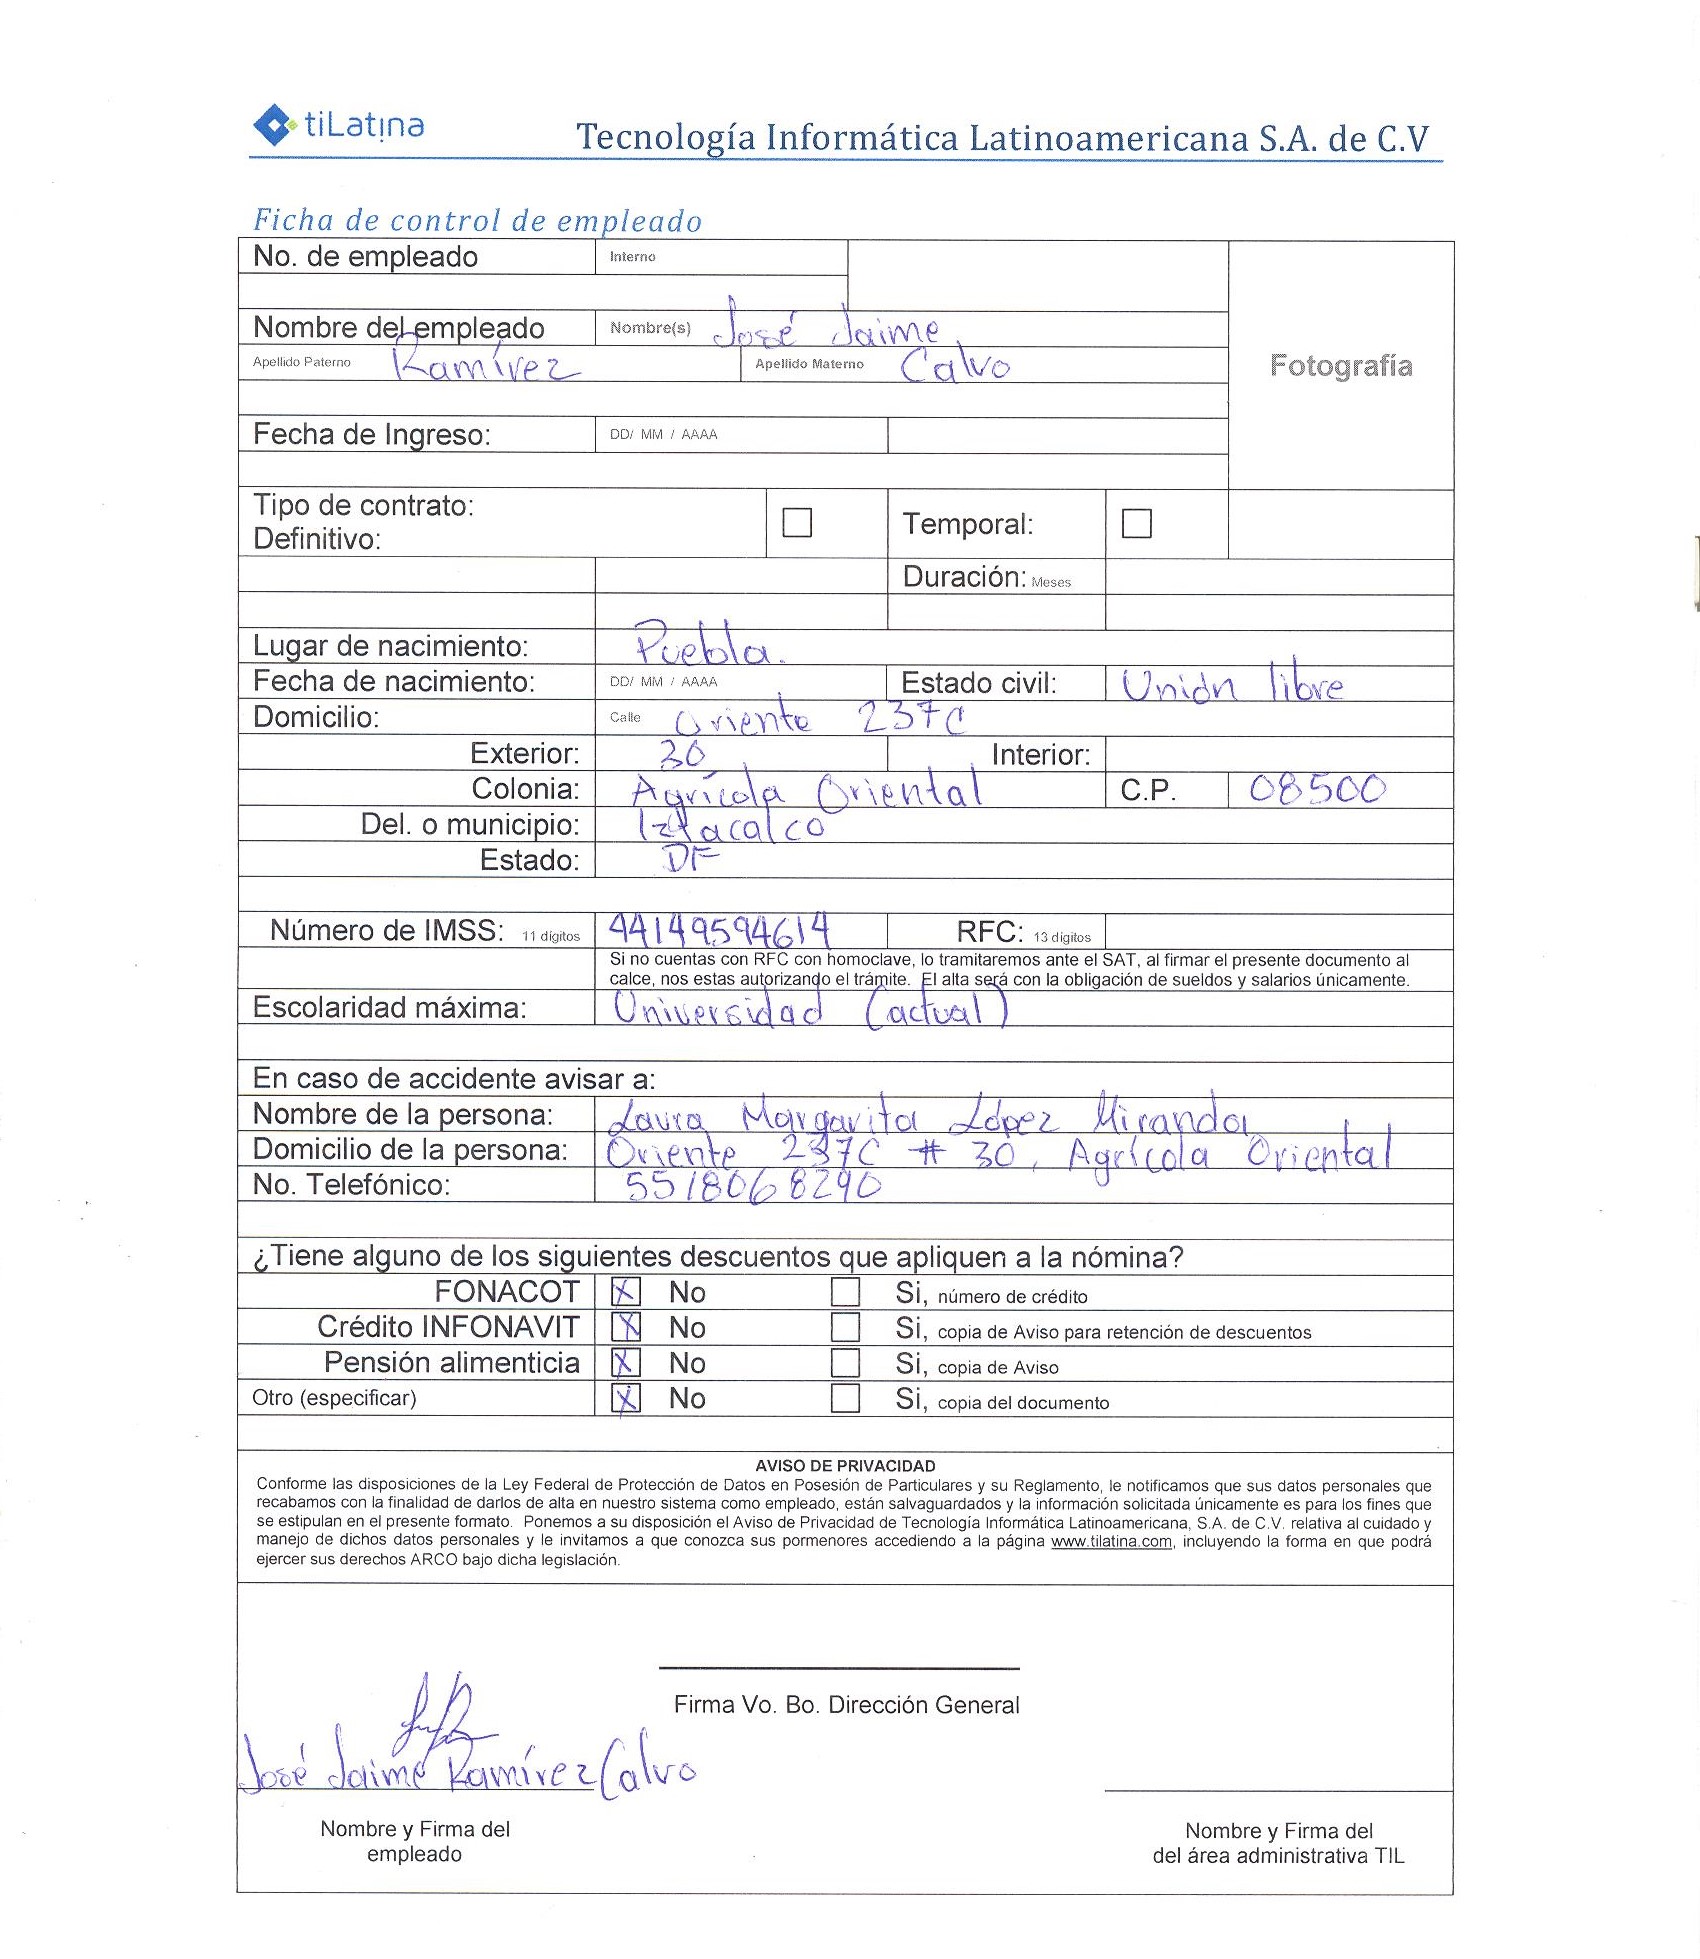 tiLatina
Tecnología Informática Latinoamericana S.A. de C.V
Ficha de control de empleado
No. de empleado Interno
Nombre del empleado Nombre(s) José Jaime
Apellido Paterno Ramírez Apellido Materno Calvo
Fotografía
Fecha de Ingreso: DD/ MM / AAAA
Tipo de contrato:
Definitivo: Temporal:
Duración: Meses
Lugar de nacimiento: Puebla.
Fecha de nacimiento: DD/ MM / AAAA Estado civil: Unión libre
Domicilio: Calle Oriente 237C
Exterior: 30 Interior:
Colonia: Agrícola Oriental C.P. 08500
Del. o municipio: Iztacalco
Estado: DF
Número de IMSS: 11 dígitos 44149594614 RFC: 13 digitos
Si no cuentas con RFC con homoclave, lo tramitaremos ante el SAT, al firmar el presente documento al
calce, nos estas autorizando el trámite. El alta será con la obligación de sueldos y salarios únicamente.
Escolaridad máxima: Universidad (actual)
En caso de accidente avisar a:
Nombre de la persona: Laura Margarita López Miranda
Domicilio de la persona: Oriente 237C # 30, Agrícola Oriental
No. Telefónico: 5518068290
¿Tiene alguno de los siguientes descuentos que apliquen a la nómina?
FONACOT X No Si, número de crédito
Crédito INFONAVIT X No Si, copia de Aviso para retención de descuentos
Pensión alimenticia X No Si, copia de Aviso
Otro (especificar) X No Si, copia del documento
AVISO DE PRIVACIDAD
Conforme las disposiciones de la Ley Federal de Protección de Datos en Posesión de Particulares y su Reglamento, le notificamos que sus datos personales que
recabamos con la finalidad de darlos de alta en nuestro sistema como empleado, están salvaguardados y la información solicitada únicamente es para los fines que
se estipulan en el presente formato. Ponemos a su disposición el Aviso de Privacidad de Tecnología Informática Latinoamericana, S.A. de C.V. relativa al cuidado y
manejo de dichos datos personales y le invitamos a que conozca sus pormenores accediendo a la página www.tilatina.com, incluyendo la forma en que podrá
ejercer sus derechos ARCO bajo dicha legislación.
Firma Vo. Bo. Dirección General
José Jaime Ramírez Calvo
Nombre y Firma del
empleado
Nombre y Firma del
del área administrativa TIL